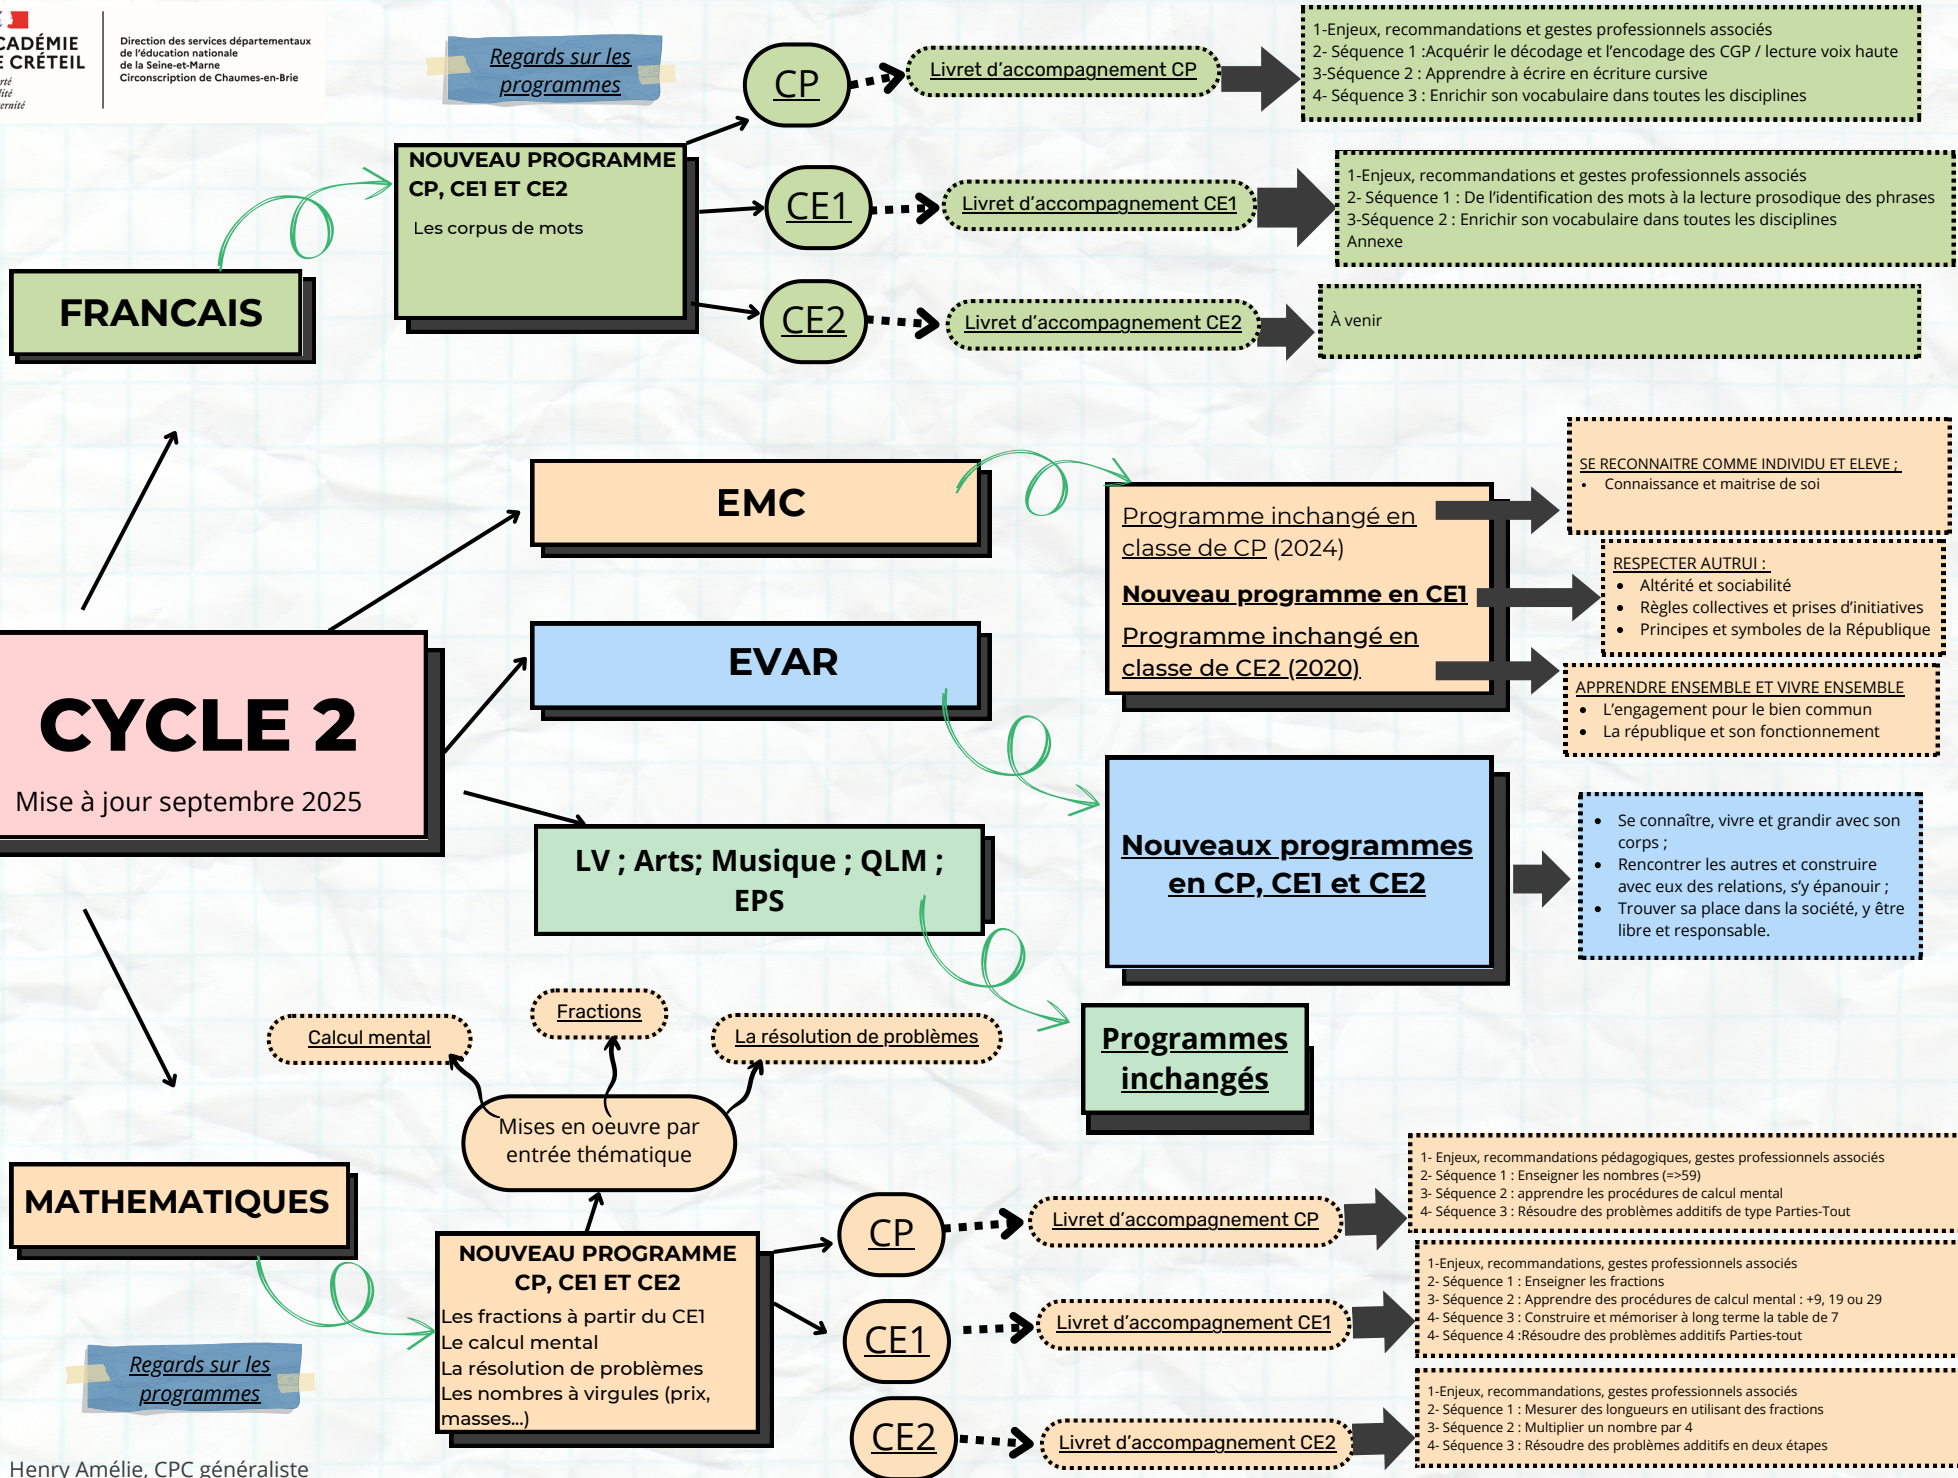 CADÉMIE
E CRÉTEIL
Direction des services départementaux
de l'éducation nationale
de la Seine-et-Marne
Circonscription de Chaumes-en-Brie
Regards sur les
programmes
CP
Livret d'accompagnement CP
1-Enjeux, recommandations et gestes professionnels associés
2- Séquence 1 :Acquérir le décodage et l'encodage des CGP / lecture voix haute
3-Séquence 2 : Apprendre à écrire en écriture cursive
4- Séquence 3 : Enrichir son vocabulaire dans toutes les disciplines
NOUVEAU PROGRAMME
CP, CE1 ET CE2
Les corpus de mots
CE1
Livret d'accompagnement CE1
1-Enjeux, recommandations et gestes professionnels associés
2- Séquence 1 : De l'identification des mots à la lecture prosodique des phrases
3-Séquence 2 : Enrichir son vocabulaire dans toutes les disciplines
Annexe
FRANCAIS
CE2
Livret d'accompagnement CE2
À venir
EMC
Programme inchangé en
classe de CP (2024)
Nouveau programme en CE1
Programme inchangé en
classe de CE2 (2020)
SE RECONNAITRE COMME INDIVIDU ET ELEVE ;
• Connaissance et maitrise de soi
RESPECTER AUTRUI :
• Altérité et sociabilité
• Règles collectives et prises d'initiatives
• Principes et symboles de la République
APPRENDRE ENSEMBLE ET VIVRE ENSEMBLE
• L'engagement pour le bien commun
• La république et son fonctionnement
EVAR
CYCLE 2
Mise à jour septembre 2025
Nouveaux programmes
en CP, CE1 et CE2
• Se connaître, vivre et grandir avec son
corps ;
• Rencontrer les autres et construire
avec eux des relations, s'y épanouir ;
• Trouver sa place dans la société, y être
libre et responsable.
LV ; Arts; Musique ; QLM ;
EPS
Programmes
inchangés
Calcul mental
Fractions
La résolution de problèmes
Mises en oeuvre par
entrée thématique
MATHEMATIQUES
NOUVEAU PROGRAMME
CP, CE1 ET CE2
Les fractions à partir du CE1
Le calcul mental
La résolution de problèmes
Les nombres à virgules (prix,
masses...)
CP
Livret d'accompagnement CP
1- Enjeux, recommandations pédagogiques, gestes professionnels associés
2- Séquence 1 : Enseigner les nombres (=>59)
3- Séquence 2 : apprendre les procédures de calcul mental
4- Séquence 3 : Résoudre des problèmes additifs de type Parties-Tout
CE1
Livret d'accompagnement CE1
1-Enjeux, recommandations, gestes professionnels associés
2- Séquence 1 : Enseigner les fractions
3- Séquence 2 : Apprendre des procédures de calcul mental : +9, 19 ou 29
4- Séquence 3 : Construire et mémoriser à long terme la table de 7
4- Séquence 4 :Résoudre des problèmes additifs Parties-tout
CE2
Livret d'accompagnement CE2
1-Enjeux, recommandations, gestes professionnels associés
2- Séquence 1 : Mesurer des longueurs en utilisant des fractions
3- Séquence 2 : Multiplier un nombre par 4
4- Séquence 3 : Résoudre des problèmes additifs en deux étapes
Regards sur les
programmes
Henry Amélie, CPC généraliste